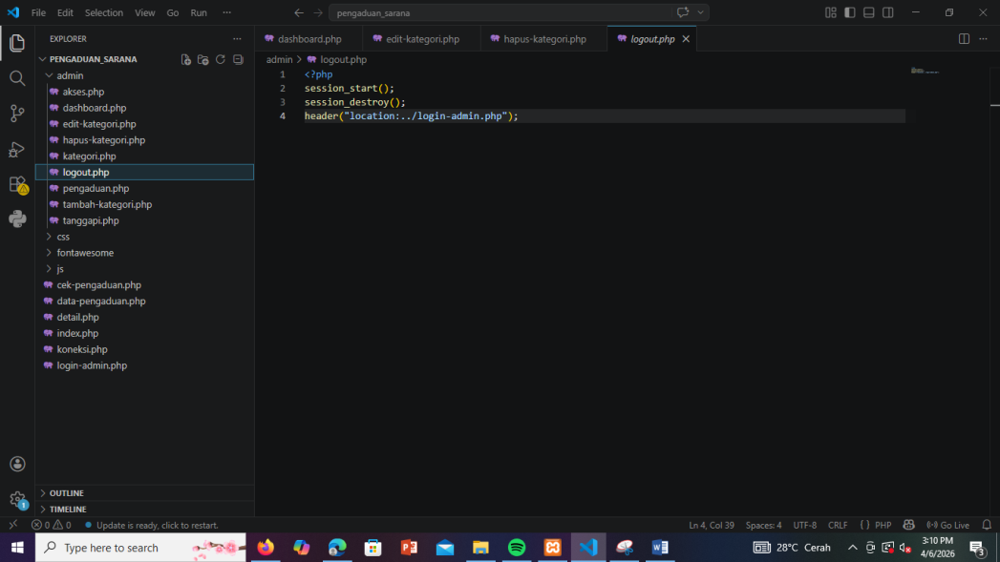 File Edit Selection View Go Run ···
pengaduan_sarana
EXPLORER ···
dashboard.php edit-kategori.php hapus-kategori.php logout.php
PENGADUAN_SARANA
admin > logout.php
admin
akses.php
dashboard.php
edit-kategori.php
hapus-kategori.php
kategori.php
logout.php
pengaduan.php
tambah-kategori.php
tanggapi.php
css
fontawesome
js
cek-pengaduan.php
data-pengaduan.php
detail.php
index.php
koneksi.php
login-admin.php
OUTLINE
TIMELINE
1 <?php
2 session_start();
3 session_destroy();
4 header("location:../login-admin.php");
1
0 0 Update is ready, click to restart.
Ln 4, Col 39 Spaces: 4 UTF-8 CRLF { } PHP Go Live
Type here to search
28°C Cerah
3:10 PM
4/6/2026
3